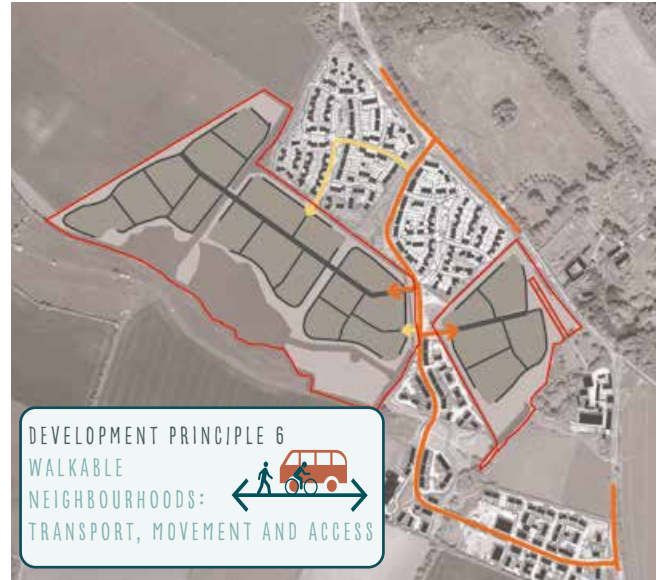 DEVELOPMENT PRINCIPLE 6
WALKABLE
NEIGHBOURHOODS:
TRANSPORT, MOVEMENT AND ACCESS